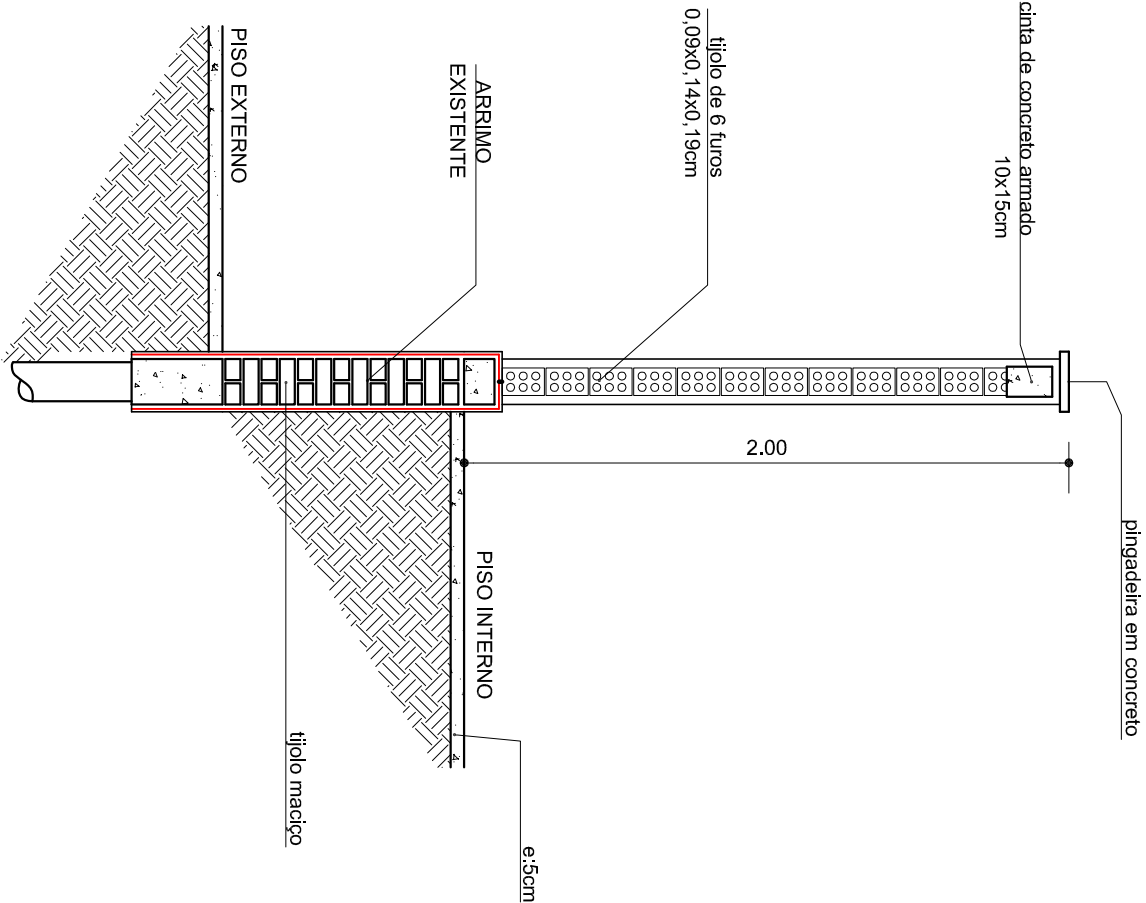 cinta de concreto armado
10x15cm
pingadeira em concreto
tijolo de 6 furos
0,09x0,14x0,19cm
2.00
ARRIMO
EXISTENTE
PISO EXTERNO
PISO INTERNO
tijolo maciço
e:5cm